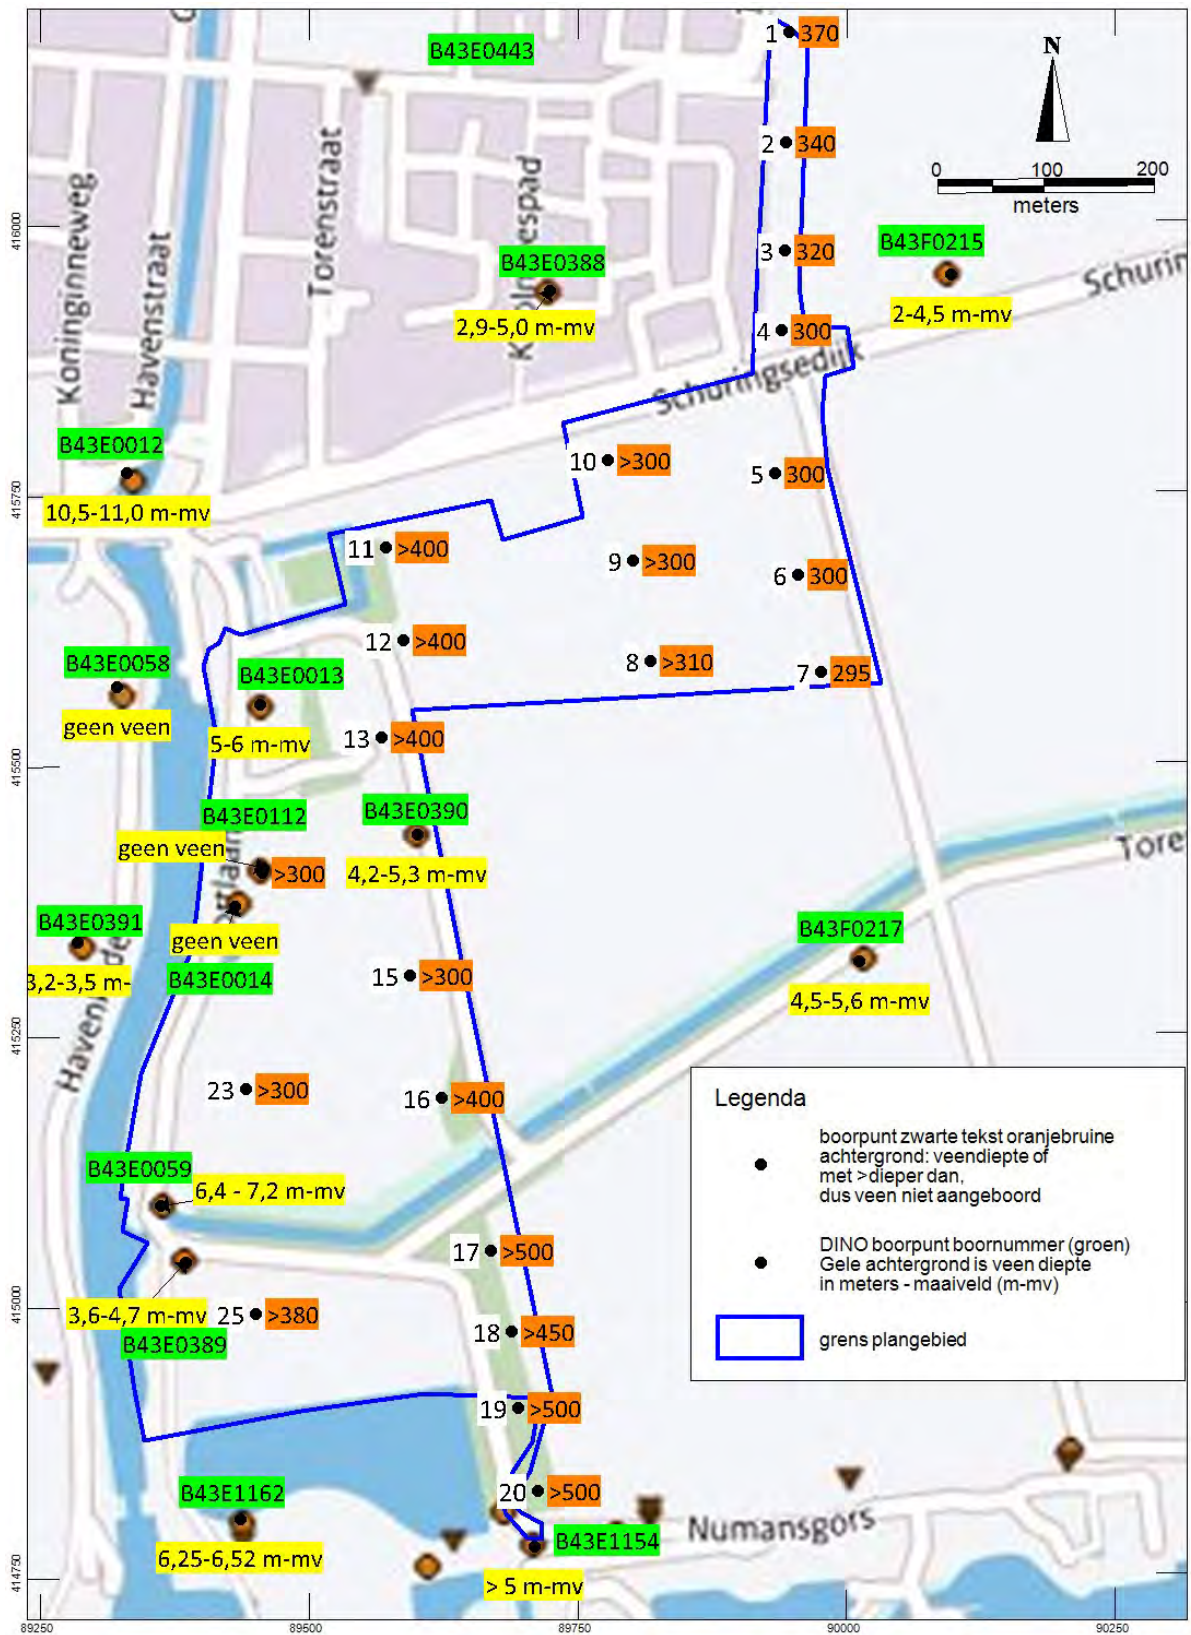 B43E0443
1 370
N
2 340
0 100 200
meters
416000
Koninginneweg
Havenstraat
Torenstraat
3 320
B43F0215
B43E0388
2,9-5,0 m-mv
2-4,5 m-mv
Schurin
4 300
Schuringsedijk
B43E0012
10,5-11,0 m-mv
10 >300
5 300
415750
11 >400
9 >300
6 300
12 >400
8 >310
7 295
B43E0058
geen veen
B43E0013
5-6 m-mv
13 >400
415500
B43E0112
geen veen
>300
B43E0390
4,2-5,3 m-mv
Tore
B43E0391
3,2-3,5 m-
geen veen
B43E0014
B43F0217
4,5-5,6 m-mv
15 >300
415250
23 >300
16 >400
B43E0059
6,4 - 7,2 m-mv
17 >500
3,6-4,7 m-mv
B43E0389
25 >380
415000
18 >450
19 >500
20 >500
B43E1162
6,25-6,52 m-mv
B43E1154
> 5 m-mv
Numansgors
414750
Legenda
boorpunt zwarte tekst oranjebruine
achtergrond: veendiepte of
met >dieper dan,
dus veen niet aangeboord
DINO boorpunt boornummer (groen)
Gele achtergrond is veen diepte
in meters - maaiveld (m-mv)
grens plangebied
89250 89500 89750 90000 90250